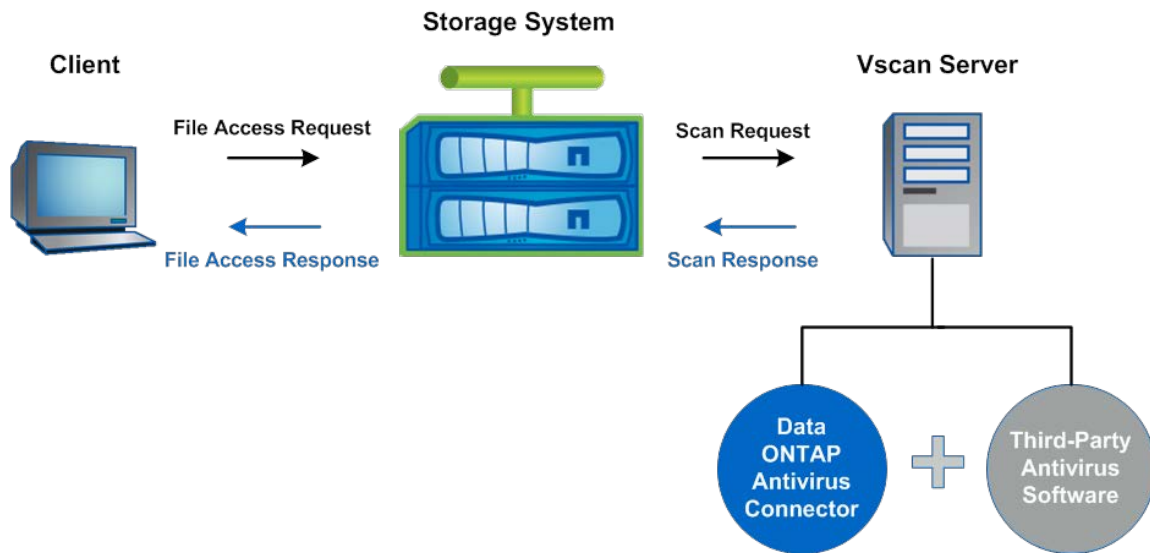 Storage System
Client
Vscan Server
File Access Request
Scan Request
File Access Response
Scan Response
Data
ONTAP
Antivirus
Connector
Third-Party
Antivirus
Software